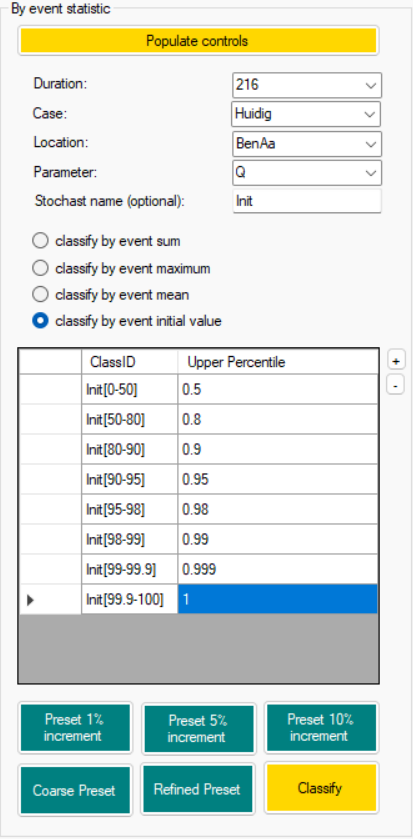 By event statistic
Populate controls
Duration: 216
Case: Huidig
Location: BenAa
Parameter: Q
Stochast name (optional): Init
classify by event sum
classify by event maximum
classify by event mean
classify by event initial value
ClassID Upper Percentile
+
-
Init[0-50] 0.5
Init[50-80] 0.8
Init[80-90] 0.9
Init[90-95] 0.95
Init[95-98] 0.98
Init[98-99] 0.99
Init[99-99.9] 0.999
Init[99.9-100] 1
Preset 1%
increment
Preset 5%
increment
Preset 10%
increment
Coarse Preset
Refined Preset
Classify